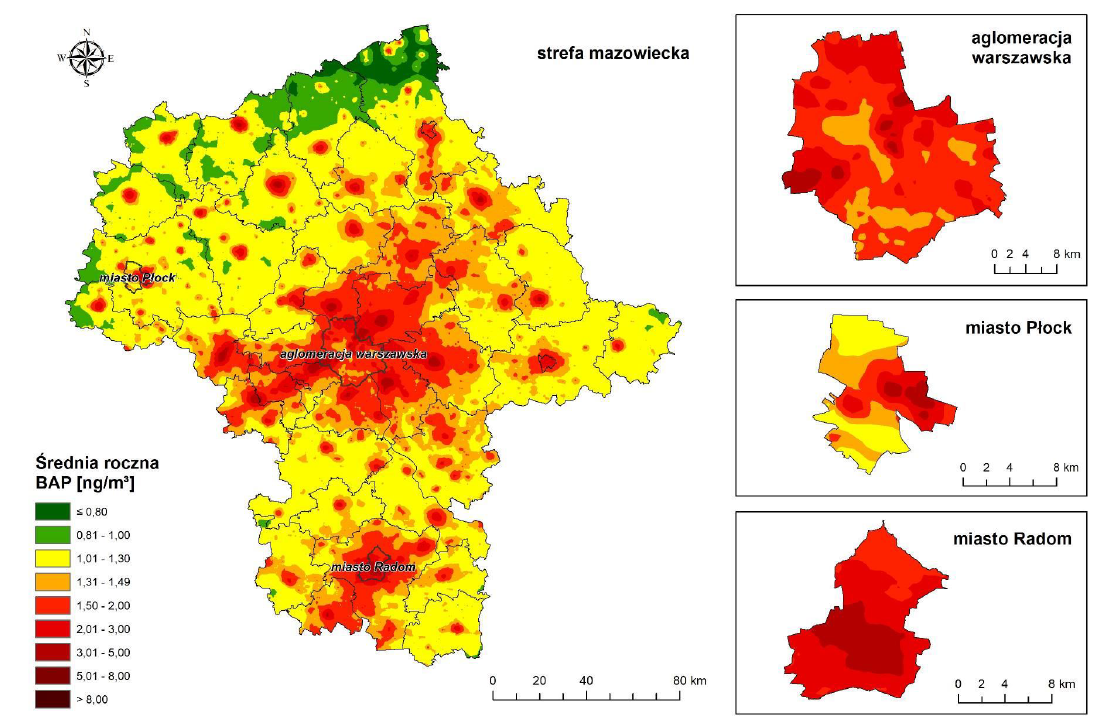 N
W E
S
strefa mazowiecka
miasto Płock
aglomeracja warszawska
miasto Radom
Średnia roczna
BAP [ng/m³]
≤ 0,80
0,81 - 1,00
1,01 - 1,30
1,31 - 1,49
1,50 - 2,00
2,01 - 3,00
3,01 - 5,00
5,01 - 8,00
> 8,00
0 20 40 80 km
aglomeracja
warszawska
0 2 4 8 km
miasto Płock
0 2 4 8 km
miasto Radom
0 2 4 8 km